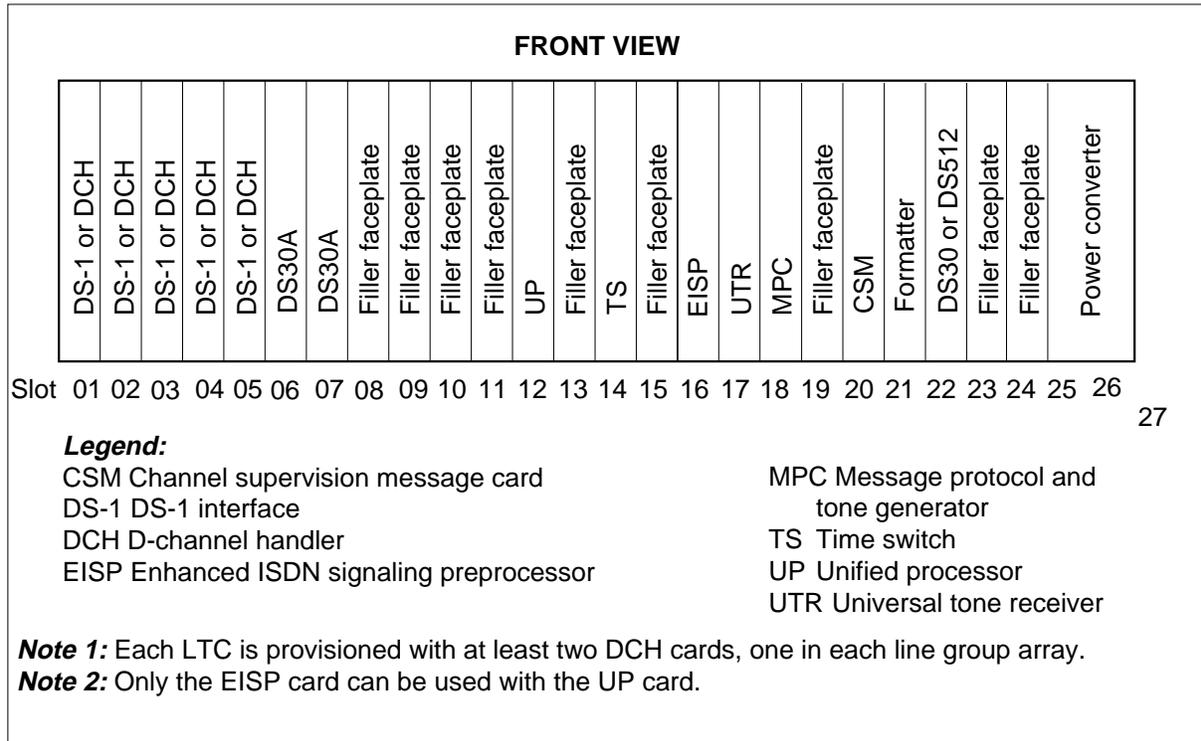 FRONT VIEW
DS-1 or DCH
DS-1 or DCH
DS-1 or DCH
DS-1 or DCH
DS-1 or DCH
DS30A
DS30A
Filler faceplate
Filler faceplate
Filler faceplate
Filler faceplate
UP
Filler faceplate
TS
Filler faceplate
EISP
UTR
MPC
Filler faceplate
CSM
Formatter
DS30 or DS512
Filler faceplate
Filler faceplate
Power converter
Slot 01 02 03 04 05 06 07 08 09 10 11 12 13 14 15 16 17 18 19 20 21 22 23 24 25 26
27
Legend:
CSM Channel supervision message card
DS-1 DS-1 interface
DCH D-channel handler
EISP Enhanced ISDN signaling preprocessor
MPC Message protocol and
tone generator
TS Time switch
UP Unified processor
UTR Universal tone receiver
Note 1: Each LTC is provisioned with at least two DCH cards, one in each line group array.
Note 2: Only the EISP card can be used with the UP card.